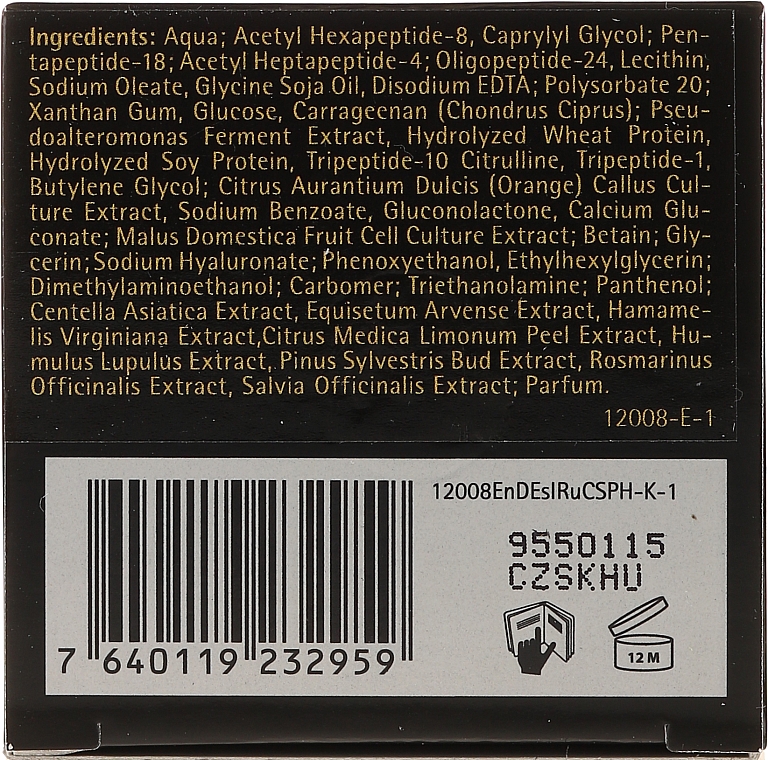 Ingredients: Aqua; Acetyl Hexapeptide-8, Caprylyl Glycol; Pen-
tapeptide-18; Acetyl Heptapeptide-4; Oligopeptide-24, Lecithin,
Sodium Oleate, Glycine Soja Oil, Disodium EDTA; Polysorbate 20;
Xanthan Gum, Glucose, Carrageenan (Chondrus Ciprus); Pseu-
doalteromonas Ferment Extract, Hydrolyzed Wheat Protein,
Hydrolyzed Soy Protein, Tripeptide-10 Citrulline, Tripeptide-1,
Butylene Glycol; Citrus Aurantium Dulcis (Orange) Callus Cul-
ture Extract, Sodium Benzoate, Gluconolactone, Calcium Glu-
conate; Malus Domestica Fruit Cell Culture Extract; Betain; Gly-
cerin; Sodium Hyaluronate; Phenoxyethanol, Ethylhexylglycerin;
Dimethylaminoethanol; Carbomer; Triethanolamine; Panthenol;
Centella Asiatica Extract, Equisetum Arvense Extract, Hamame-
lis Virginiana Extract,Citrus Medica Limonum Peel Extract, Hu-
mulus Lupulus Extract, Pinus Sylvestris Bud Extract, Rosmarinus
Officinalis Extract, Salvia Officinalis Extract; Parfum.
12008-E-1
12008EnDEsIRuCSPH-K-1
9550115
CZSKHU
12 M
7 640119 232959